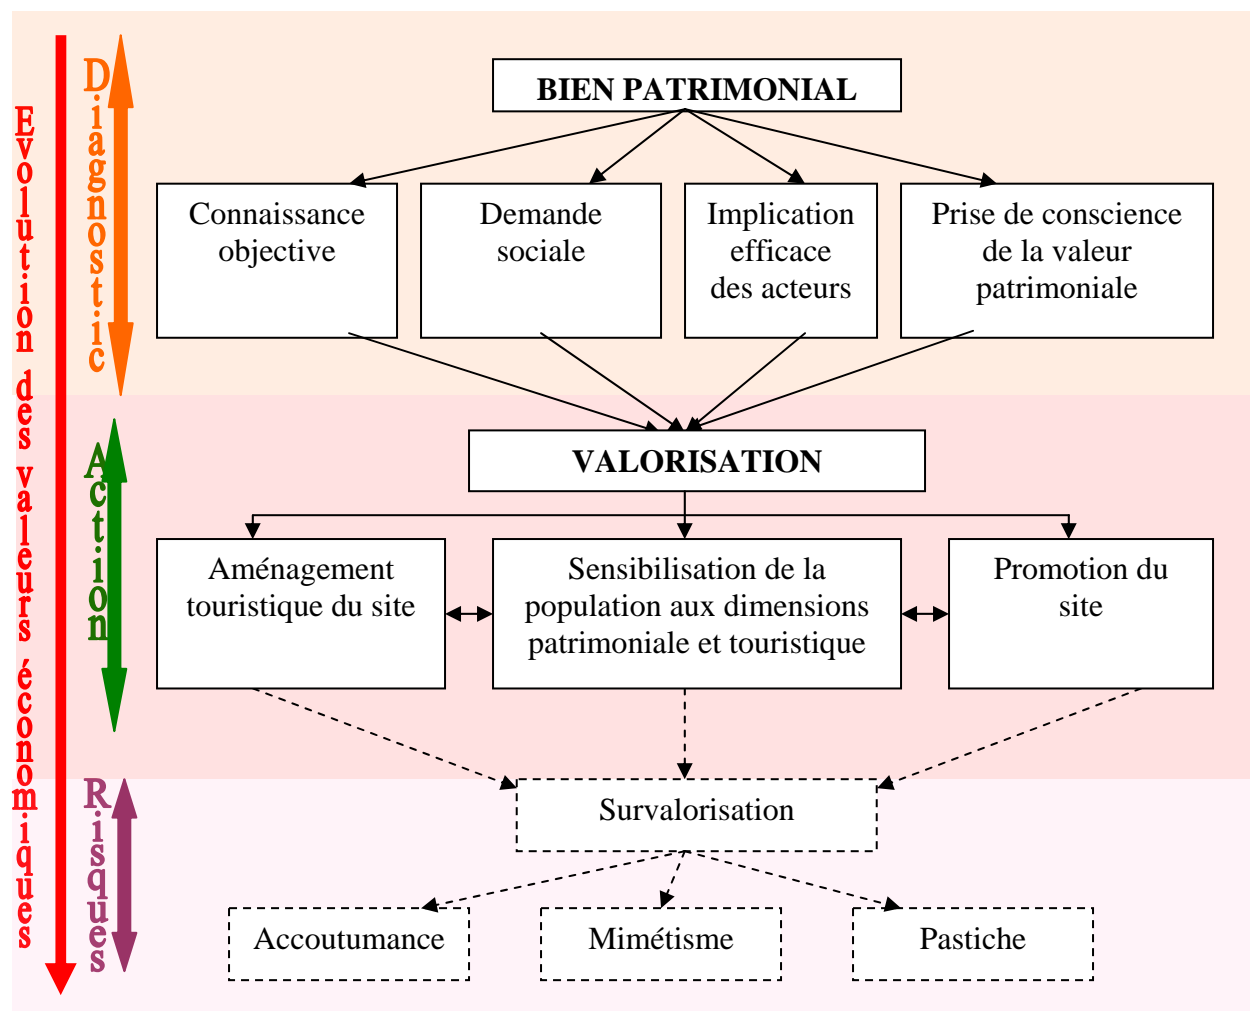 Evolution des valeurs économiques
Diagnostic
BIEN PATRIMONIAL
Connaissance
objective
Demande
sociale
Implication
efficace
des acteurs
Prise de conscience
de la valeur
patrimoniale
Action
VALORISATION
Aménagement
touristique du site
Sensibilisation de la
population aux dimensions
patrimoniale et touristique
Promotion du
site
Risques
Survalorisation
Accoutumance
Mimétisme
Pastiche